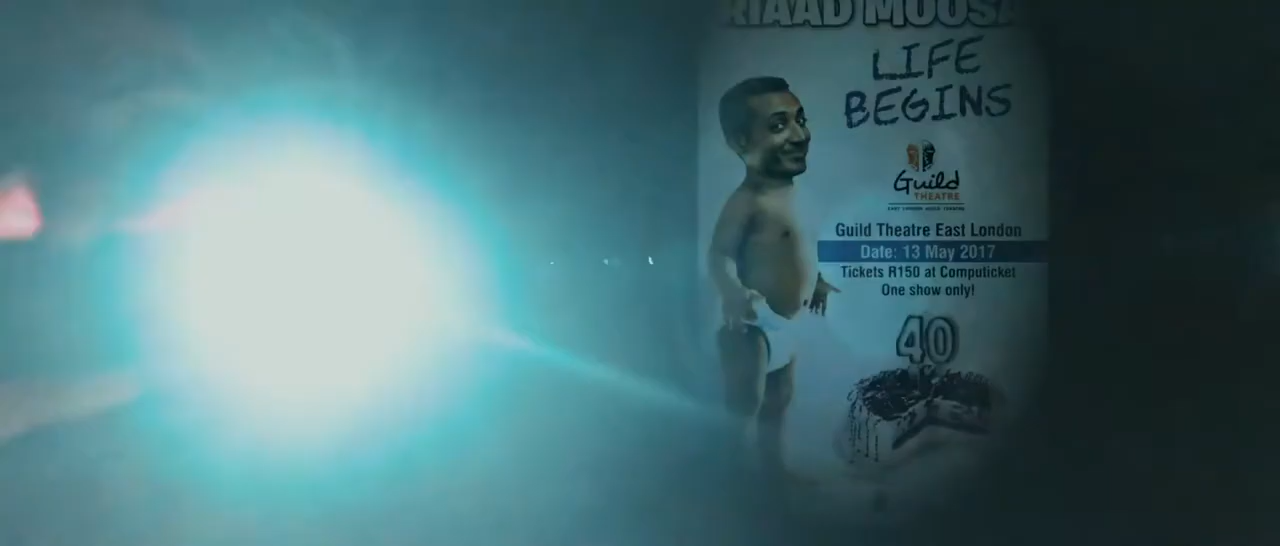 RIAAD MOOSA
LIFE
BEGINS
Guild
THEATRE
Guild Theatre East London
Date: 13 May 2017
Tickets R150 at Computicket
One show only!
40